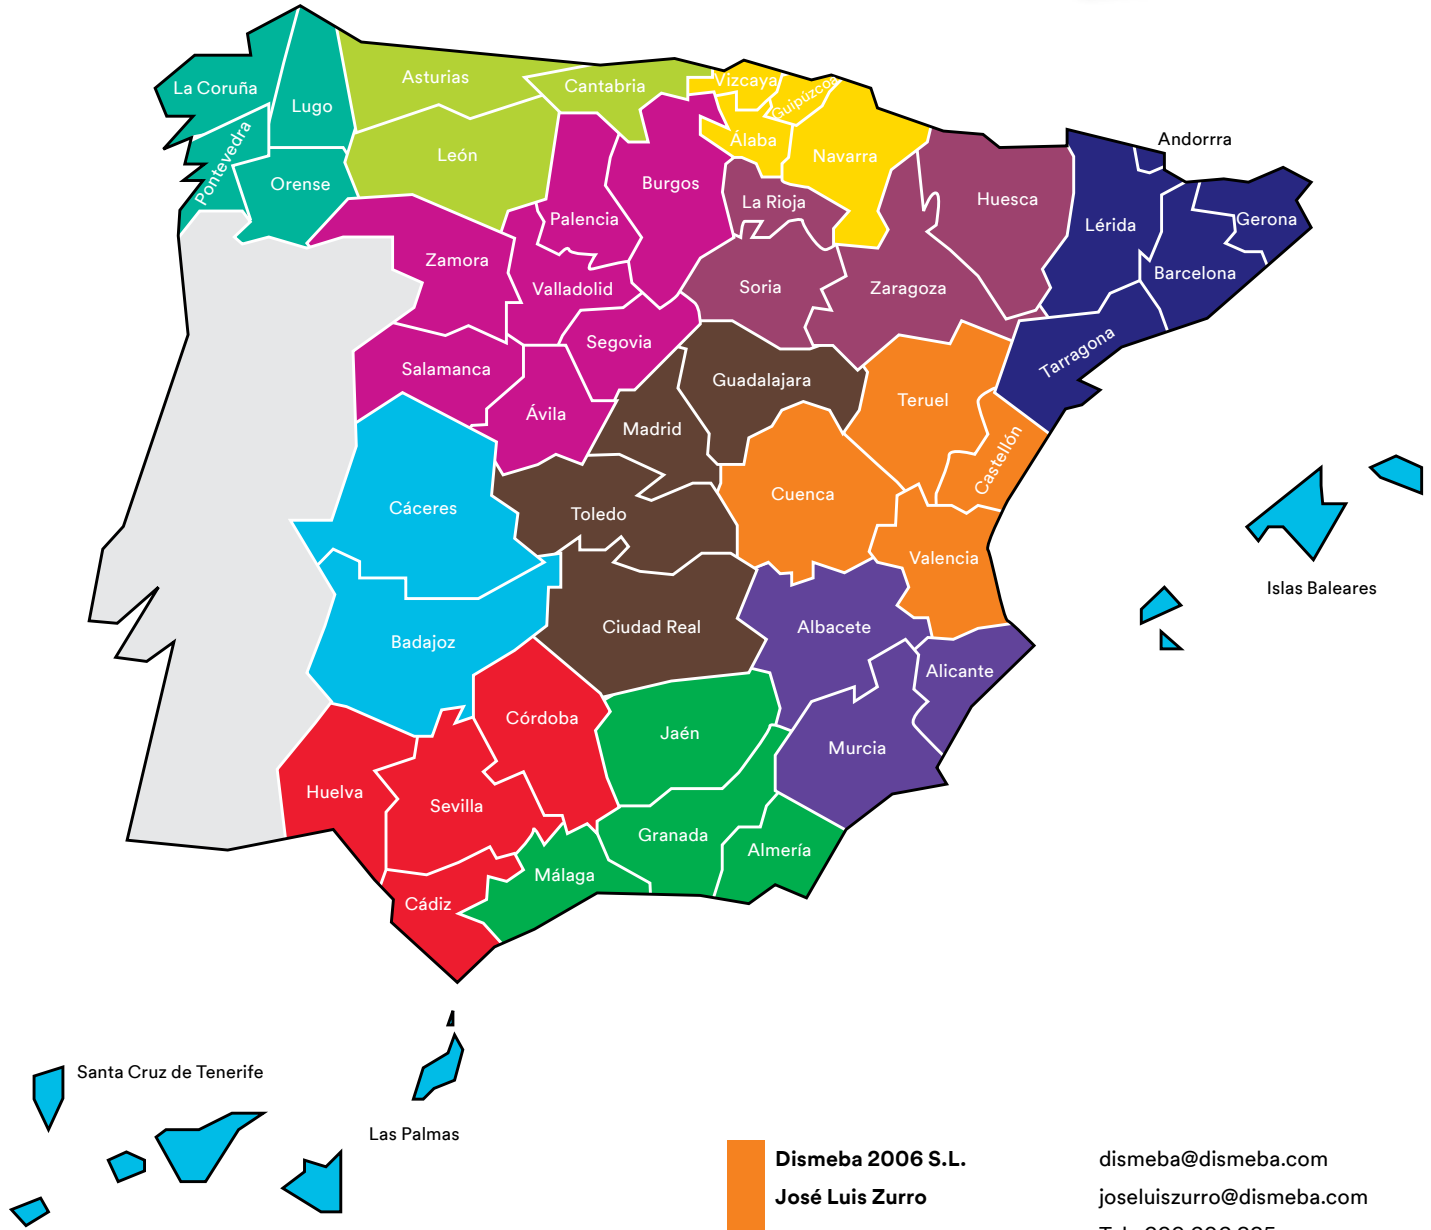 La Coruña
Lugo
Pontevedra
Orense
Asturias
Cantabria
León
Vizcaya
Guipúzcoa
Álaba
Navarra
Andorrra
Palencia
Burgos
La Rioja
Huesca
Lérida
Gerona
Barcelona
Zamora
Valladolid
Soria
Zaragoza
Tarragona
Salamanca
Segovia
Ávila
Madrid
Guadalajara
Teruel
Castellón
Cáceres
Toledo
Cuenca
Valencia
Islas Baleares
Badajoz
Ciudad Real
Albacete
Alicante
Córdoba
Jaén
Murcia
Huelva
Sevilla
Granada
Almería
Málaga
Cádiz
Santa Cruz de Tenerife
Las Palmas
Dismeba 2006 S.L.
dismeba@dismeba.com
José Luis Zurro
joseluiszurro@dismeba.com